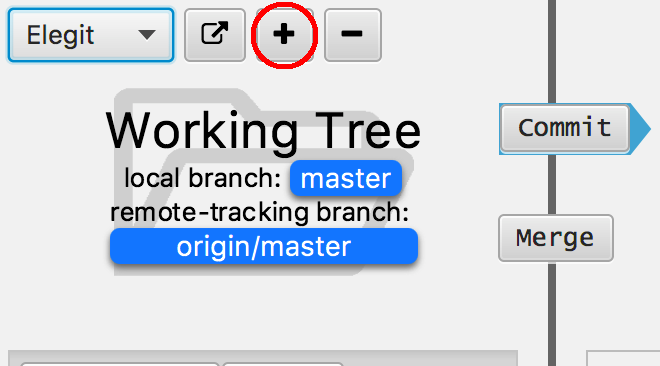 Elegit
Working Tree
local branch: master
remote-tracking branch:
origin/master
Commit
Merge